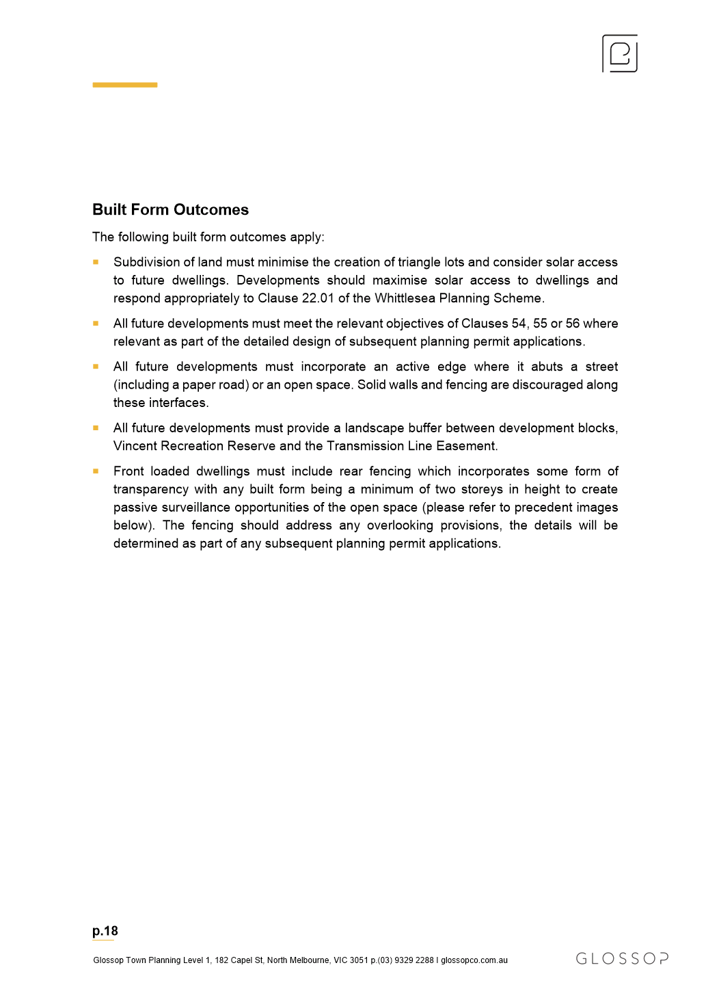 Built Form Outcomes
The following built form outcomes apply:
Subdivision of land must minimise the creation of triangle lots and consider solar access
to future dwellings. Developments should maximise solar access to dwellings and
respond appropriately to Clause 22.01 of the Whittlesea Planning Scheme.
All future developments must meet the relevant objectives of Clauses 54, 55 or 56 where
relevant as part of the detailed design of subsequent planning permit applications.
All future developments must incorporate an active edge where it abuts a street
(including a paper road) or an open space. Solid walls and fencing are discouraged along
these interfaces.
All future developments must provide a landscape buffer between development blocks,
Vincent Recreation Reserve and the Transmission Line Easement.
Front loaded dwellings must include rear fencing which incorporates some form of
transparency with any built form being a minimum of two storeys in height to create
passive surveillance opportunities of the open space (please refer to precedent images
below). The fencing should address any overlooking provisions, the details will be
determined as part of any subsequent planning permit applications.
p.18
Glossop Town Planning Level 1, 182 Capel St, North Melbourne, VIC 3051 p.(03) 9329 2288 I glossopco.com.au
GLOSSOP